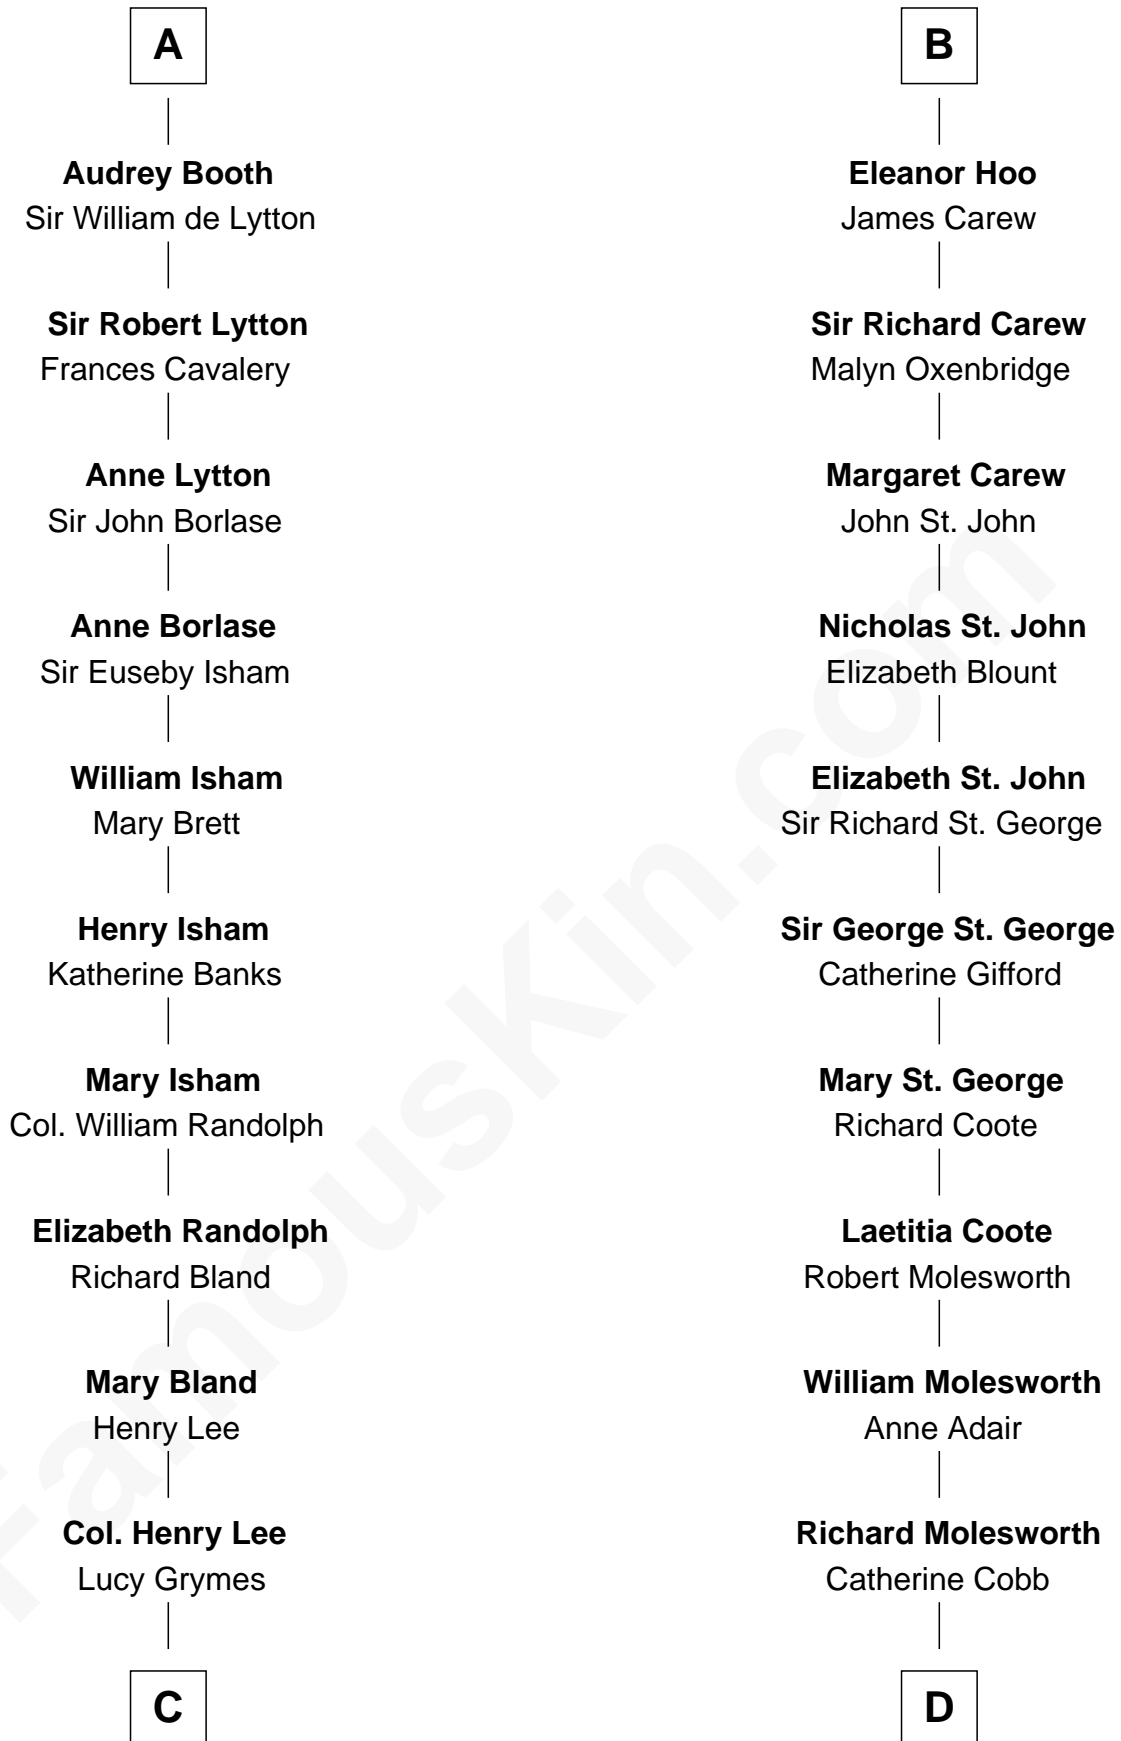 A
Audrey Booth
Sir William de Lytton
Sir Robert Lytton
Frances Cavalery
Anne Lytton
Sir John Borlase
Anne Borlase
Sir Euseby Isham
William Isham
Mary Brett
Henry Isham
Katherine Banks
Mary Isham
Col. William Randolph
Elizabeth Randolph
Richard Bland
Mary Bland
Henry Lee
Col. Henry Lee
Lucy Grymes
C
B
Eleanor Hoo
James Carew
Sir Richard Carew
Malyn Oxenbridge
Margaret Carew
John St. John
Nicholas St. John
Elizabeth Blount
Elizabeth St. John
Sir Richard St. George
Sir George St. George
Catherine Gifford
Mary St. George
Richard Coote
Laetitia Coote
Robert Molesworth
William Molesworth
Anne Adair
Richard Molesworth
Catherine Cobb
D
FamousKin.com